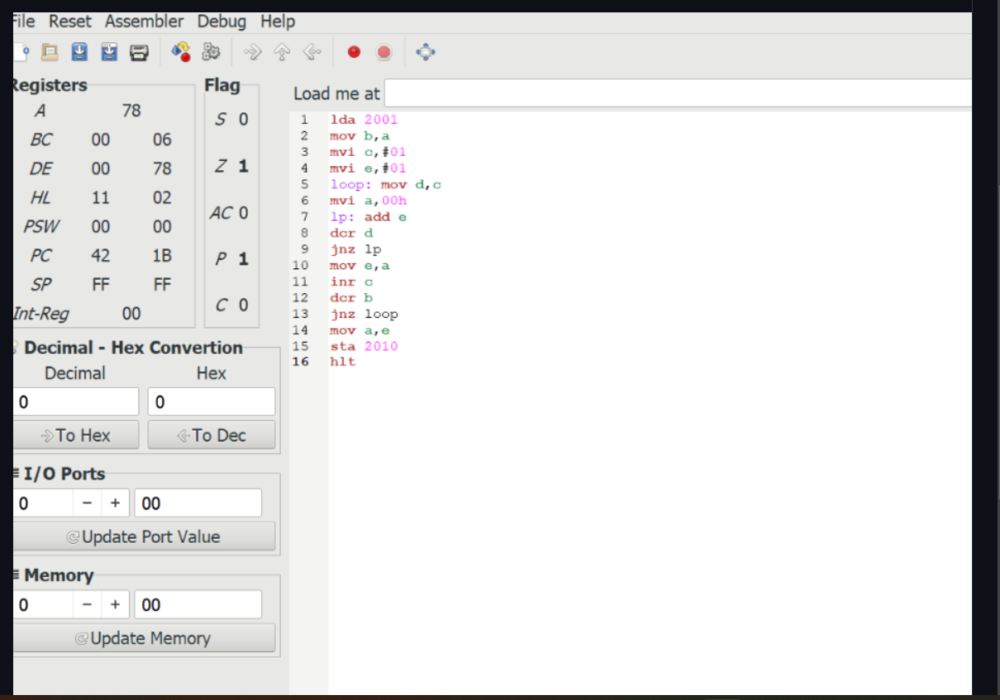 File Reset Assembler Debug Help
Registers
A 78
BC 00 06
DE 00 78
HL 11 02
PSW 00 00
PC 42 1B
SP FF FF
Int-Reg 00
Flag
S 0
Z 1
AC 0
P 1
C 0
Decimal - Hex Convertion
Decimal Hex
0 0
To Hex To Dec
I/O Ports
0 − + 00
Update Port Value
Memory
0 − + 00
Update Memory
Load me at
1 lda 2001
2 mov b,a
3 mvi c,#01
4 mvi e,#01
5 loop: mov d,c
6 mvi a,00h
7 lp: add e
8 dcr d
9 jnz lp
10 mov e,a
11 inr c
12 dcr b
13 jnz loop
14 mov a,e
15 sta 2010
16 hlt